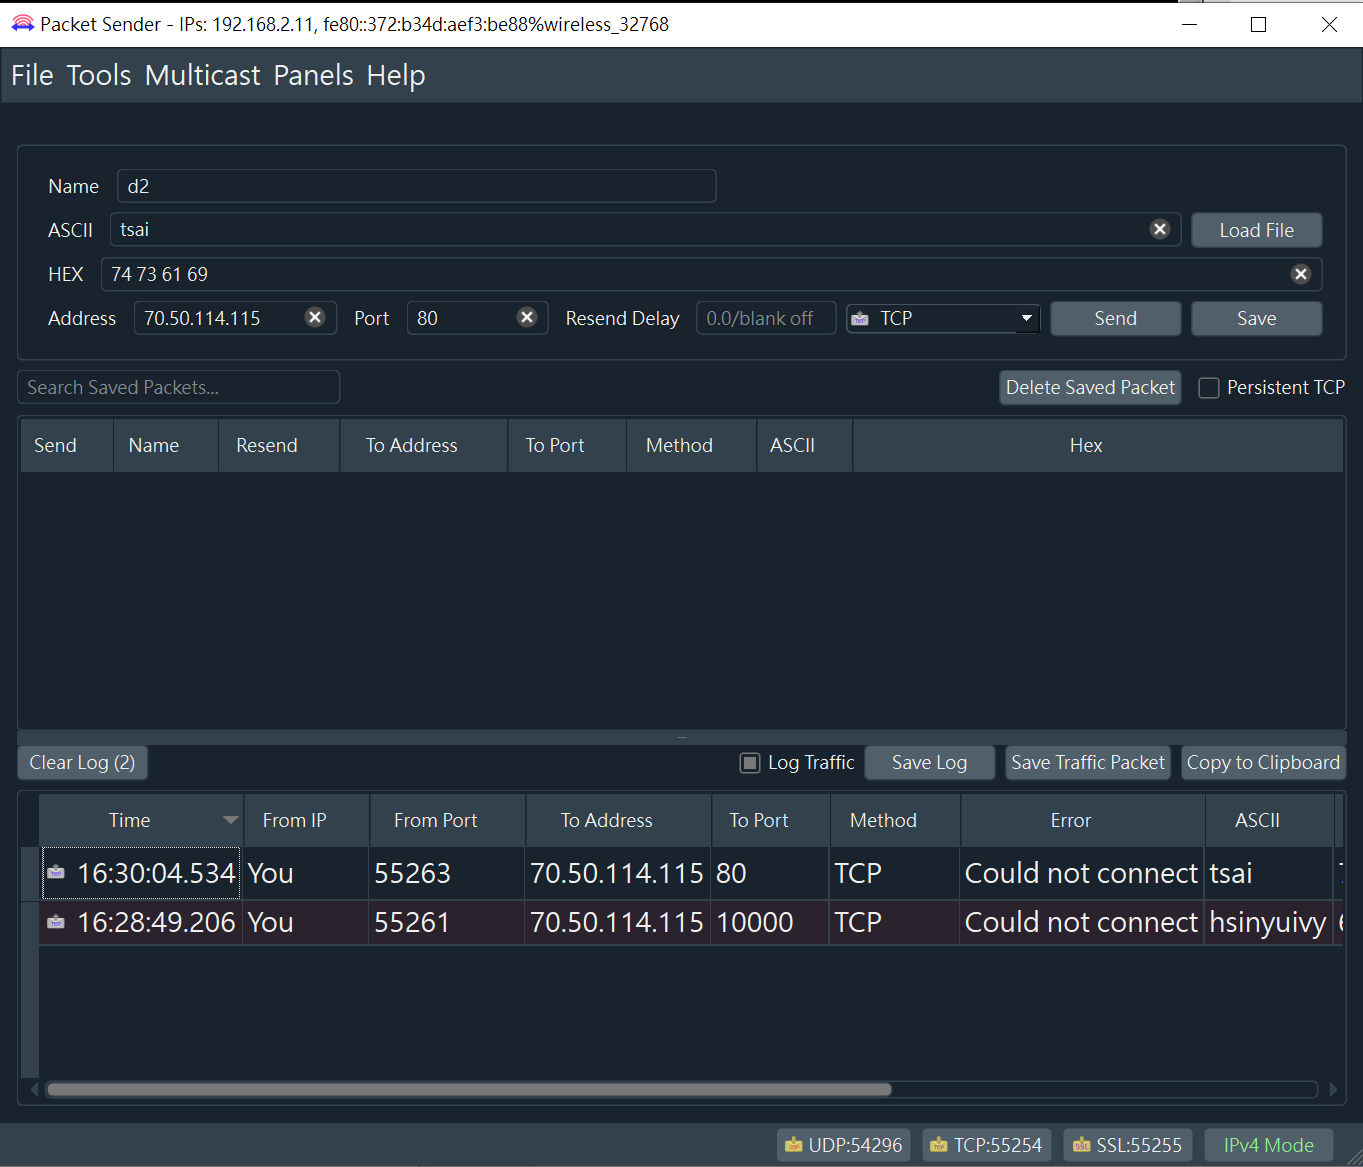 Packet Sender - IPs: 192.168.2.11, fe80::372:b34d:aef3:be88%wireless_32768
File Tools Multicast Panels Help
Name d2
ASCII tsai Load File
HEX 74 73 61 69
Address 70.50.114.115 Port 80 Resend Delay 0.0/blank off TCP Send Save
Search Saved Packets... Delete Saved Packet Persistent TCP
Send Name Resend To Address To Port Method ASCII Hex
Clear Log (2) Log Traffic Save Log Save Traffic Packet Copy to Clipboard
Time From IP From Port To Address To Port Method Error ASCII
16:30:04.534 You 55263 70.50.114.115 80 TCP Could not connect tsai
16:28:49.206 You 55261 70.50.114.115 10000 TCP Could not connect hsinyuivy
UDP:54296 TCP:55254 SSL:55255 IPv4 Mode